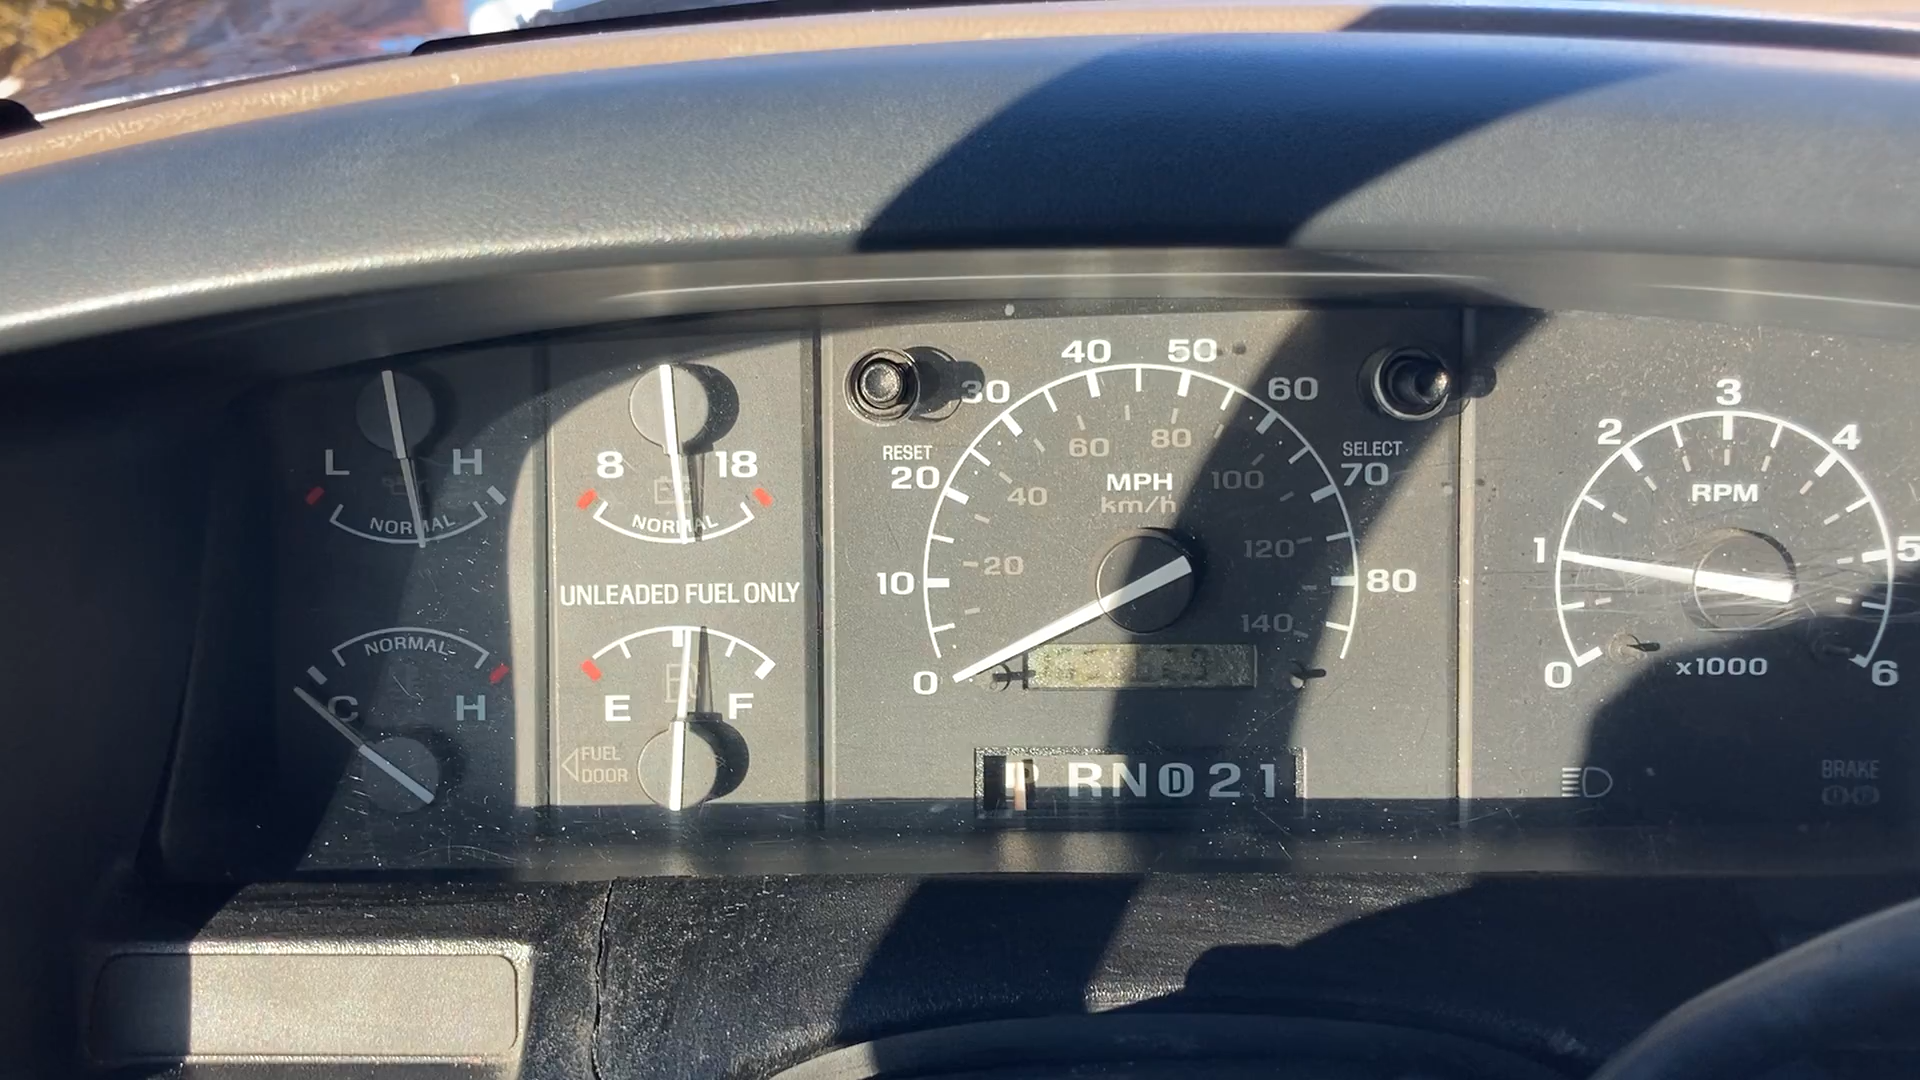 L H
NORMAL
NORMAL
C H
8 18
NORMAL
UNLEADED FUEL ONLY
E F
FUEL
DOOR
RESET
SELECT
0 10 20 30 40 50 60 70 80
20 40 60 80 100 120 140
MPH
km/h
P R N D 2 1
0 1 2 3 4 5 6
RPM
x1000
BRAKE